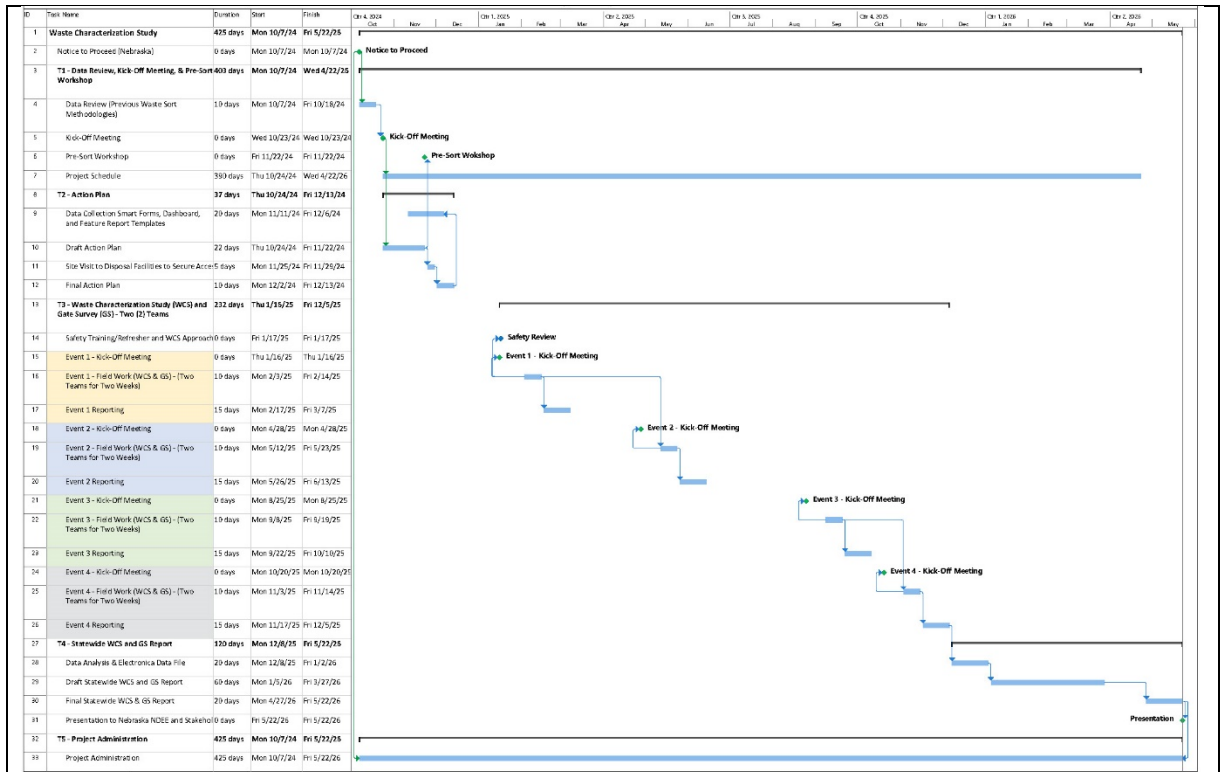 ID Task Name Duration Start Finish Qtr 4, 2024 Qtr 1, 2025 Qtr 2, 2025 Qtr 3, 2025 Qtr 4, 2025 Qtr 1, 2026 Qtr 2, 2026
Oct Nov Dec Jan Feb Mar Apr May Jun Jul Aug Sep Oct Nov Dec Jan Feb Mar Apr May
1 Waste Characterization Study 425 days Mon 10/7/24 Fri 5/22/26
2 Notice to Proceed (Nebraska) 0 days Mon 10/7/24 Mon 10/7/24 Notice to Proceed
3 T1 - Data Review, Kick-Off Meeting, & Pre-Sort 403 days Mon 10/7/24 Wed 4/22/26
Workshop
4 Data Review (Previous Waste Sort 10 days Mon 10/7/24 Fri 10/18/24
Methodologies)
5 Kick-Off Meeting 0 days Wed 10/23/24 Wed 10/23/24 Kick-Off Meeting
6 Pre-Sort Workshop 0 days Fri 11/22/24 Fri 11/22/24 Pre-Sort Wokshop
7 Project Schedule 390 days Thu 10/24/24 Wed 4/22/26
8 T2 - Action Plan 37 days Thu 10/24/24 Fri 12/13/24
9 Data Collection Smart Forms, Dashboard, 20 days Mon 11/11/24 Fri 12/6/24
and Feature Report Templates
10 Draft Action Plan 22 days Thu 10/24/24 Fri 11/22/24
11 Site Visit to Disposal Facilities to Secure Acce 5 days Mon 11/25/24 Fri 11/29/24
12 Final Action Plan 10 days Mon 12/2/24 Fri 12/13/24
13 T3 - Waste Characterization Study (WCS) and 232 days Thu 1/16/25 Fri 12/5/25
Gate Survey (GS) - Two (2) Teams
14 Safety Training/Refresher and WCS Approach 0 days Fri 1/17/25 Fri 1/17/25 Safety Review
15 Event 1 - Kick-Off Meeting 0 days Thu 1/16/25 Thu 1/16/25 Event 1 - Kick-Off Meeting
16 Event 1 - Field Work (WCS & GS) - (Two 10 days Mon 2/3/25 Fri 2/14/25
Teams for Two Weeks)
17 Event 1 Reporting 15 days Mon 2/17/25 Fri 3/7/25
18 Event 2 - Kick-Off Meeting 0 days Mon 4/28/25 Mon 4/28/25 Event 2 - Kick-Off Meeting
19 Event 2 - Field Work (WCS & GS) - (Two 10 days Mon 5/12/25 Fri 5/23/25
Teams for Two Weeks)
20 Event 2 Reporting 15 days Mon 5/26/25 Fri 6/13/25
21 Event 3 - Kick-Off Meeting 0 days Mon 8/25/25 Mon 8/25/25 Event 3 - Kick-Off Meeting
22 Event 3 - Field Work (WCS & GS) - (Two 10 days Mon 9/8/25 Fri 9/19/25
Teams for Two Weeks)
23 Event 3 Reporting 15 days Mon 9/22/25 Fri 10/10/25
24 Event 4 - Kick-Off Meeting 0 days Mon 10/20/25 Mon 10/20/25 Event 4 - Kick-Off Meeting
25 Event 4 - Field Work (WCS & GS) - (Two 10 days Mon 11/3/25 Fri 11/14/25
Teams for Two Weeks)
26 Event 4 Reporting 15 days Mon 11/17/25 Fri 12/5/25
27 T4 - Statewide WCS and GS Report 120 days Mon 12/8/25 Fri 5/22/26
28 Data Analysis & Electronica Data File 20 days Mon 12/8/25 Fri 1/2/26
29 Draft Statewide WCS and GS Report 60 days Mon 1/5/26 Fri 3/27/26
30 Final Statewide WCS & GS Report 20 days Mon 4/27/26 Fri 5/22/26
31 Presentation to Nebraska NDEE and Stakehol 0 days Fri 5/22/26 Fri 5/22/26 Presentation
32 T5 - Project Administration 425 days Mon 10/7/24 Fri 5/22/26
33 Project Administration 425 days Mon 10/7/24 Fri 5/22/26